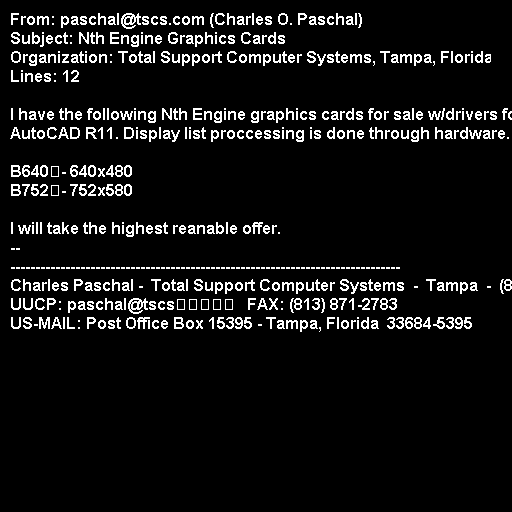 From: paschal@tscs.com (Charles O. Paschal)
Subject: Nth Engine Graphics Cards
Organization: Total Support Computer Systems, Tampa, Florida
Lines: 12

I have the following Nth Engine graphics cards for sale w/drivers fo
AutoCAD R11. Display list proccessing is done through hardware.

B640▯- 640x480
B752▯- 752x580

I will take the highest reanable offer.
--
------------------------------------------------------------------------------
Charles Paschal -  Total Support Computer Systems  -  Tampa  -  (8
UUCP: paschal@tscs▯▯▯▯▯   FAX: (813) 871-2783
US-MAIL: Post Office Box 15395 - Tampa, Florida  33684-5395